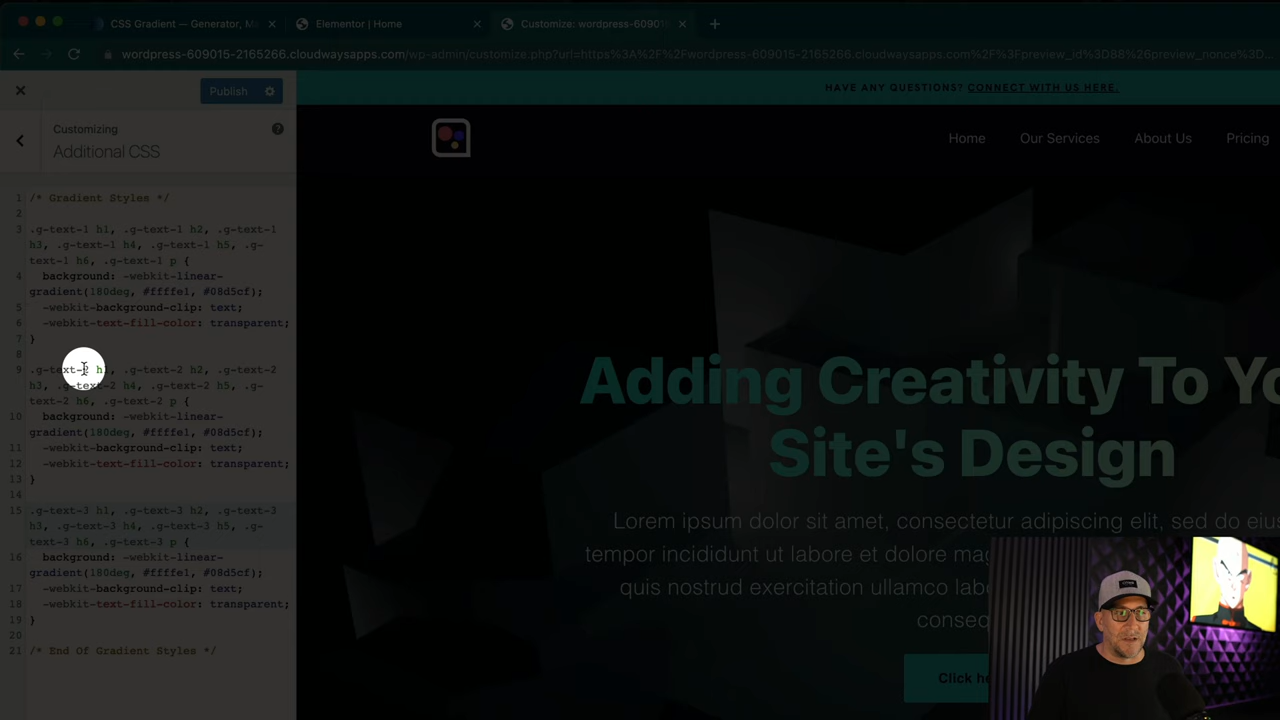 CSS Gradient — Generator, M
Elementor | Home
Customize: wordpress-60901
wordpress-609015-2165266.cloudwaysapps.com/wp-admin/customize.php?url=https%3A%2F%2Fwordpress-609015-2165266.cloudwaysapps.com%2F%3Fpreview_id%3D88%26preview_nonce%3D...
Publish
HAVE ANY QUESTIONS? CONNECT WITH US HERE.
Customizing
Additional CSS
Home
Our Services
About Us
Pricing
1 /* Gradient Styles */
2
3 .g-text-1 h1, .g-text-1 h2, .g-text-1
h3, .g-text-1 h4, .g-text-1 h5, .g-
text-1 h6, .g-text-1 p {
4 background: -webkit-linear-
gradient(180deg, #ffffe1, #08d5cf);
5 -webkit-background-clip: text;
6 -webkit-text-fill-color: transparent;
7 }
8
9 .g-text-2 h1, .g-text-2 h2, .g-text-2
h3, .g-text-2 h4, .g-text-2 h5, .g-
text-2 h6, .g-text-2 p {
10 background: -webkit-linear-
gradient(180deg, #ffffe1, #08d5cf);
11 -webkit-background-clip: text;
12 -webkit-text-fill-color: transparent;
13 }
14
15 .g-text-3 h1, .g-text-3 h2, .g-text-3
h3, .g-text-3 h4, .g-text-3 h5, .g-
text-3 h6, .g-text-3 p {
16 background: -webkit-linear-
gradient(180deg, #ffffe1, #08d5cf);
17 -webkit-background-clip: text;
18 -webkit-text-fill-color: transparent;
19 }
20
21 /* End Of Gradient Styles */
Adding Creativity To Yo
Site's Design
Lorem ipsum dolor sit amet, consectetur adipiscing elit, sed do eius
tempor incididunt ut labore et dolore mag
quis nostrud exercitation ullamco labo
conseq
Click he